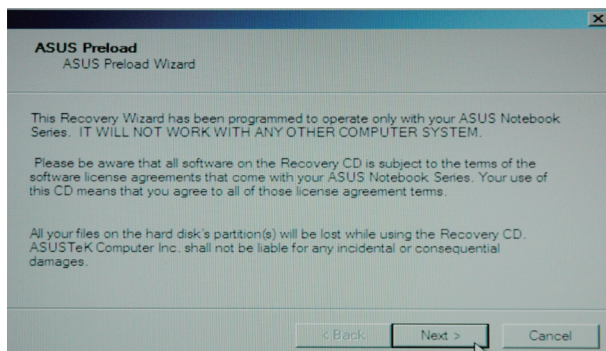 ASUS Preload
ASUS Preload Wizard
This Recovery Wizard has been programmed to operate only with your ASUS Notebook
Series. IT WILL NOT WORK WITH ANY OTHER COMPUTER SYSTEM.
Please be aware that all software on the Recovery CD is subject to the terms of the
software license agreements that come with your ASUS Notebook Series. Your use of
this CD means that you agree to all of those license agreement terms.
All your files on the hard disk's partition(s) will be lost while using the Recovery CD.
ASUSTeK Computer Inc. shall not be liable for any incidental or consequential
damages.
< Back Next > Cancel